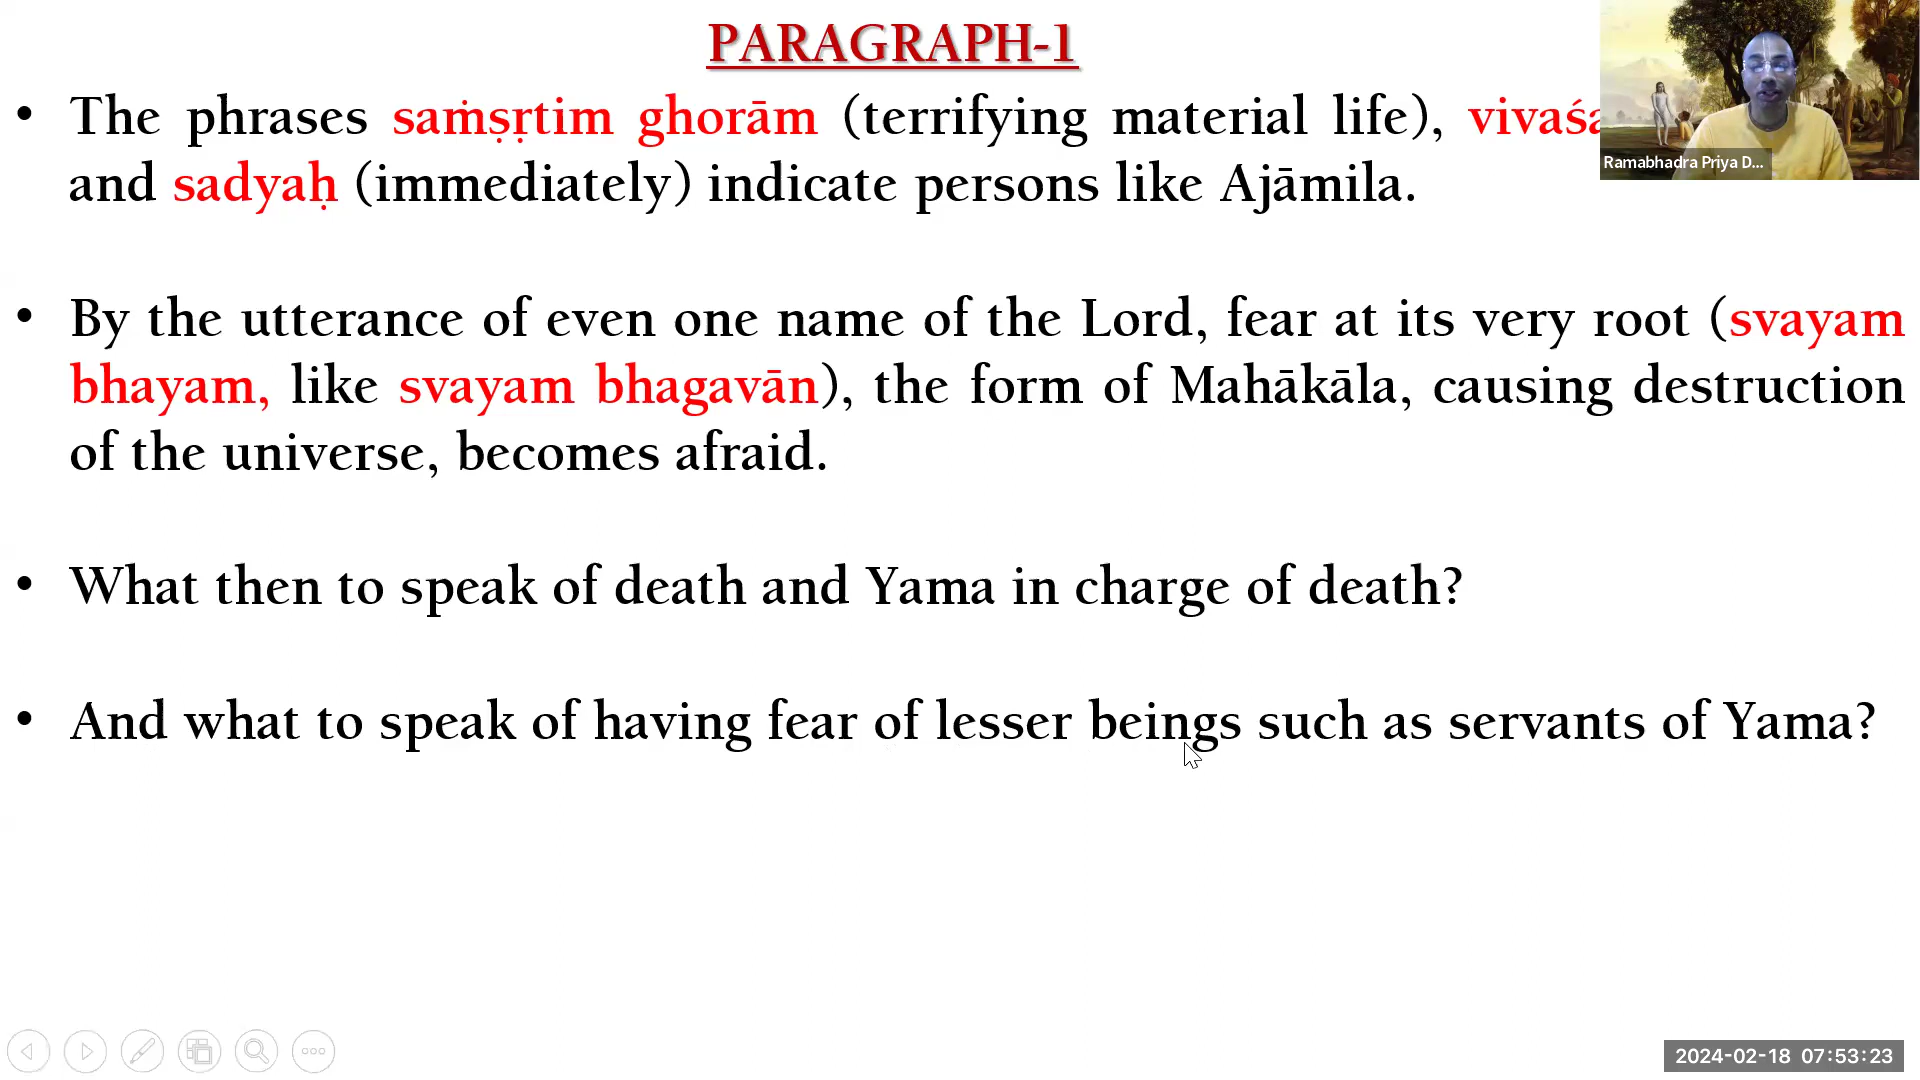 PARAGRAPH-1
• The phrases saṁsṛtim ghorām (terrifying material life),
and sadyaḥ (immediately) indicate persons like Ajāmila.
• By the utterance of even one name of the Lord, fear at its very root (svayam
bhayam, like svayam bhagavān), the form of Mahākāla, causing destruction
of the universe, becomes afraid.
• What then to speak of death and Yama in charge of death?
• And what to speak of having fear of lesser beings such as servants of Yama?
Ramabhadra Priya D...
2024-02-18 07:53:23